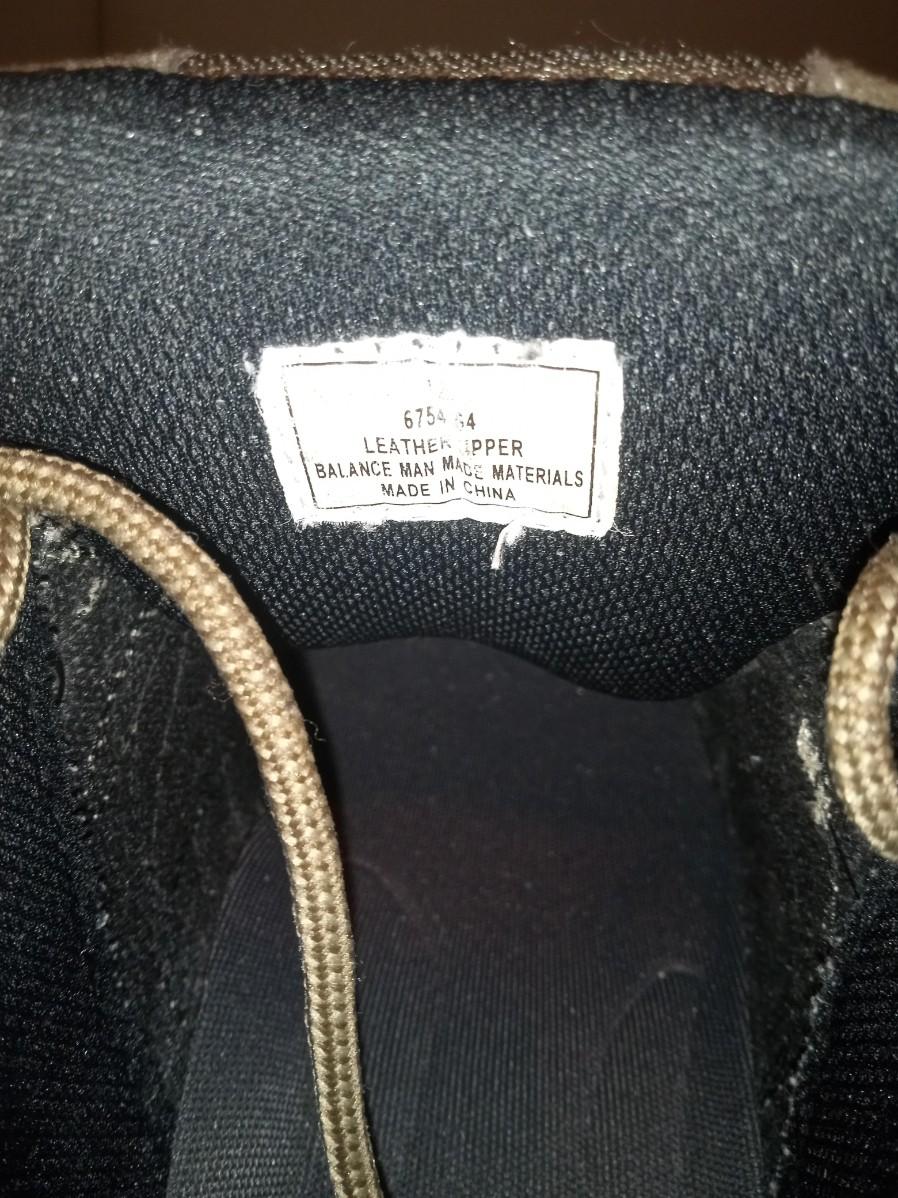 LEATHER UPPER
BALANCE MAN MADE MATERIALS
MADE IN CHINA